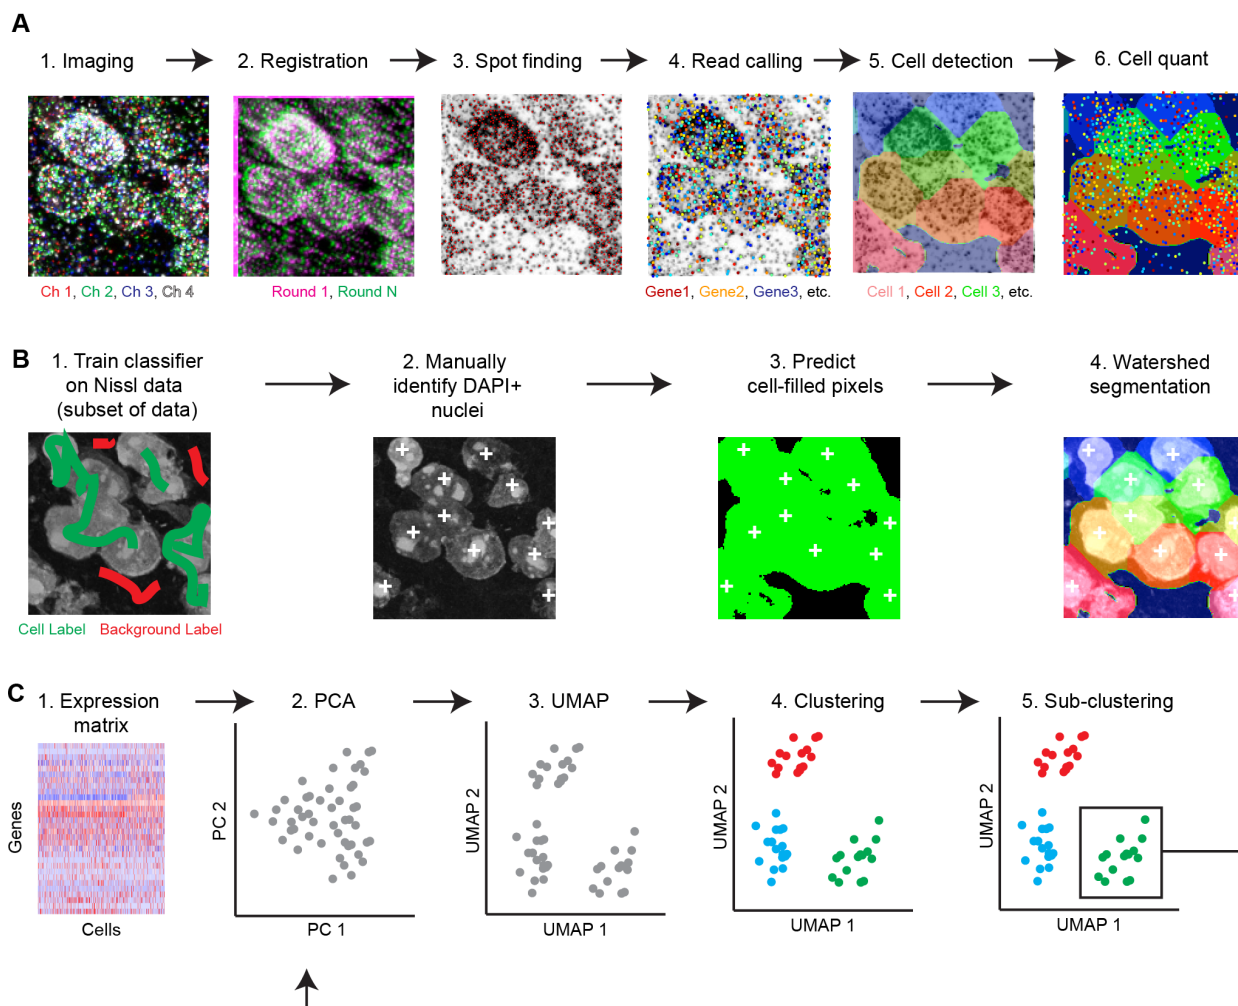 A
1. Imaging
2. Registration
3. Spot finding
4. Read calling
5. Cell detection
6. Cell quant
Ch 1, Ch 2, Ch 3, Ch 4
Round 1, Round N
Gene1, Gene2, Gene3, etc.
Cell 1, Cell 2, Cell 3, etc.
B
1. Train classifier
on Nissl data
(subset of data)
2. Manually
identify DAPI+
nuclei
3. Predict
cell-filled pixels
4. Watershed
segmentation
Cell Label
Background Label
C
1. Expression
matrix
2. PCA
3. UMAP
4. Clustering
5. Sub-clustering
Genes
Cells
PC 2
PC 1
UMAP 2
UMAP 1
UMAP 2
UMAP 1
UMAP 2
UMAP 1